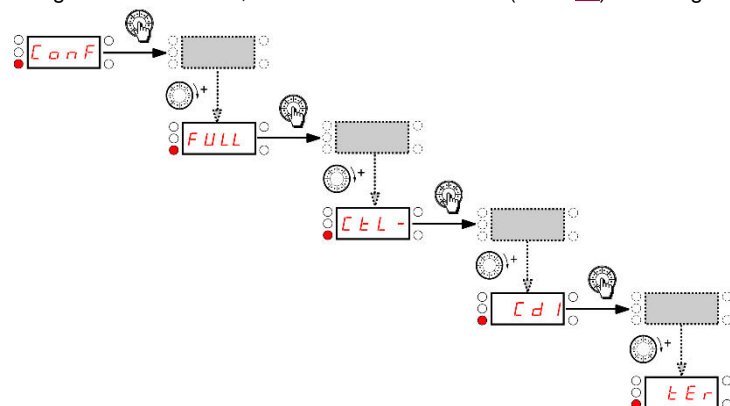 ConF
+
FULL
+
CtL-
+
Cd1
+
tEr